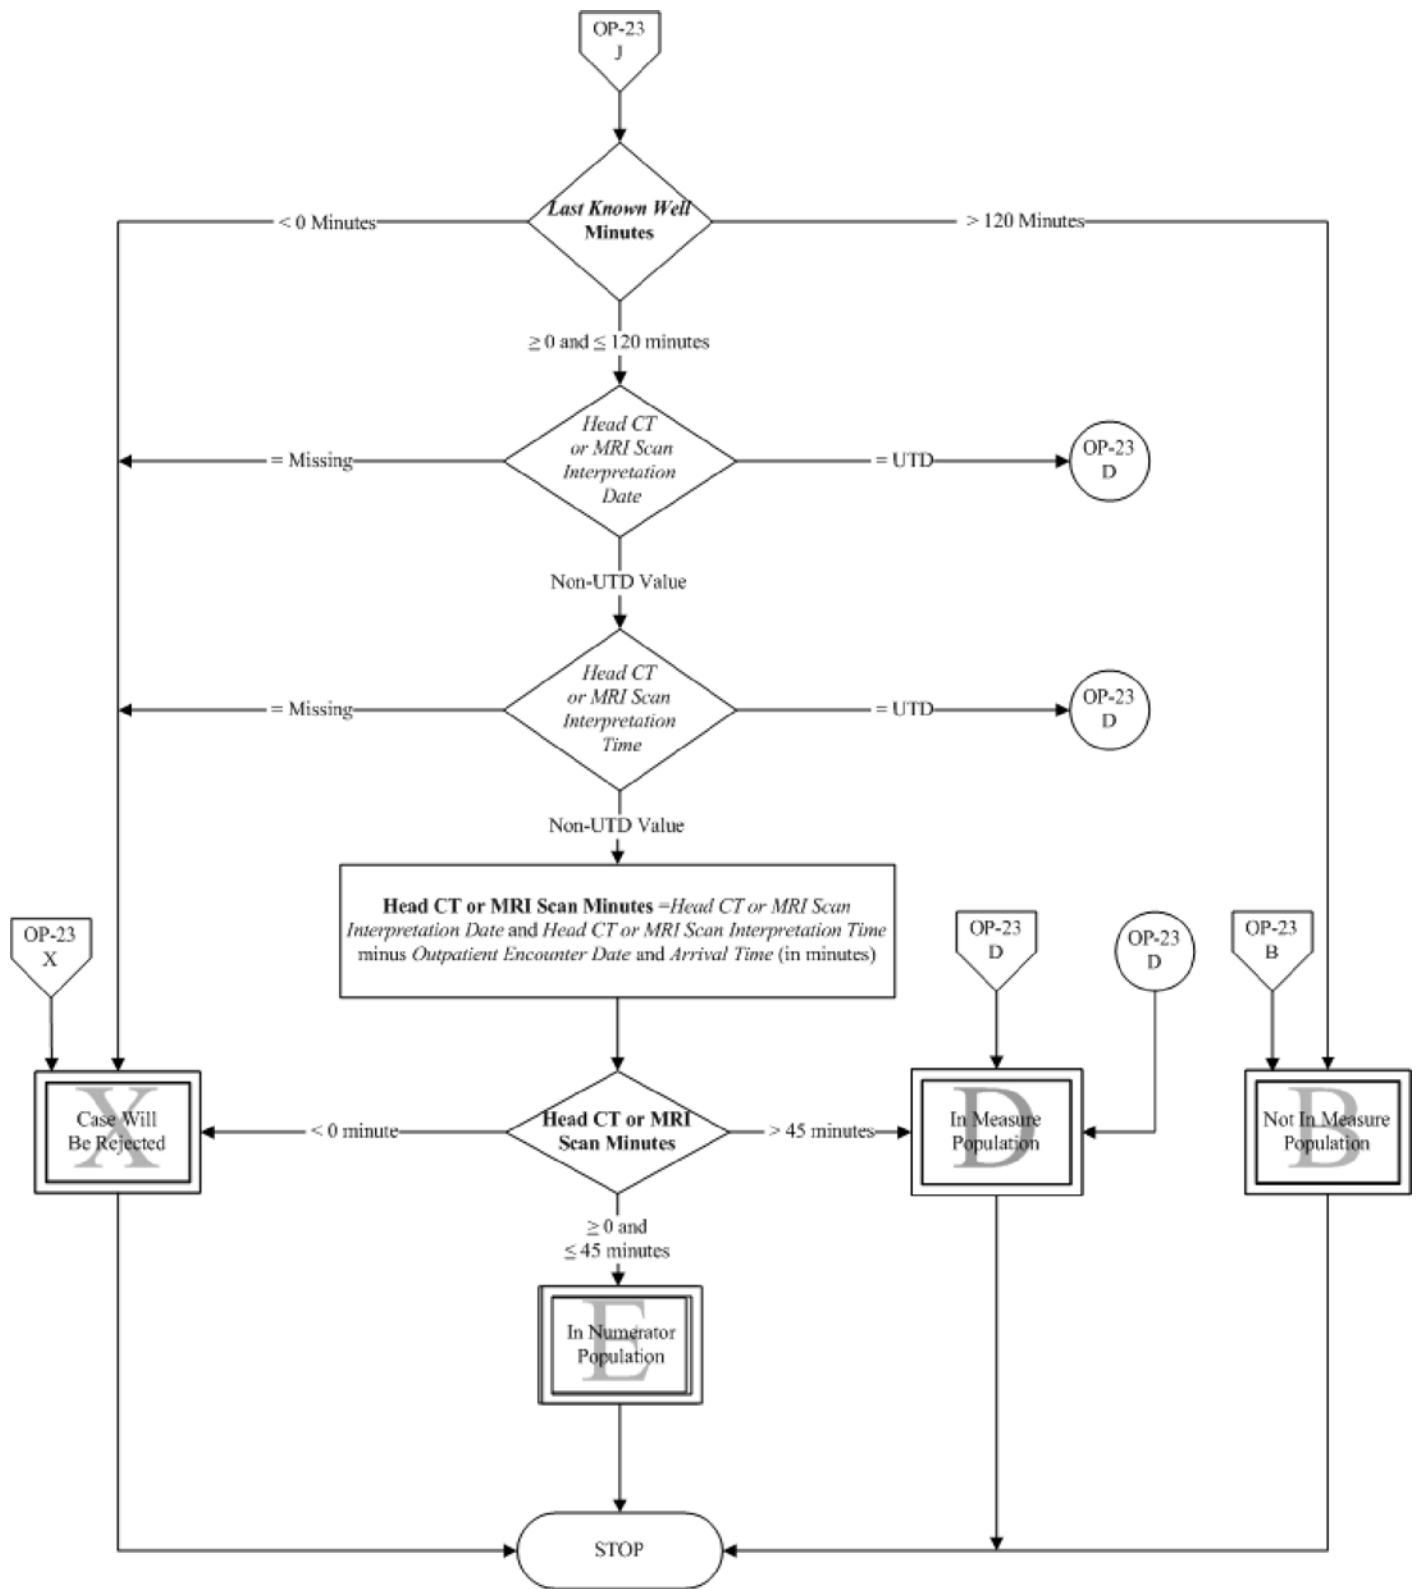 OP-23
J
Last Known Well
Minutes
< 0 Minutes
> 120 Minutes
≥ 0 and ≤ 120 minutes
Head CT
or MRI Scan
Interpretation
Date
= Missing
= UTD
OP-23
D
Non-UTD Value
Head CT
or MRI Scan
Interpretation
Time
= Missing
= UTD
OP-23
D
Non-UTD Value
Head CT or MRI Scan Minutes =Head CT or MRI Scan
Interpretation Date and Head CT or MRI Scan Interpretation Time
minus Outpatient Encounter Date and Arrival Time (in minutes)
OP-23
X
OP-23
D
OP-23
D
OP-23
B
X
Case Will
Be Rejected
< 0 minute
Head CT or MRI
Scan Minutes
> 45 minutes
D
In Measure
Population
B
Not In Measure
Population
≥ 0 and
≤ 45 minutes
E
In Numerator
Population
STOP